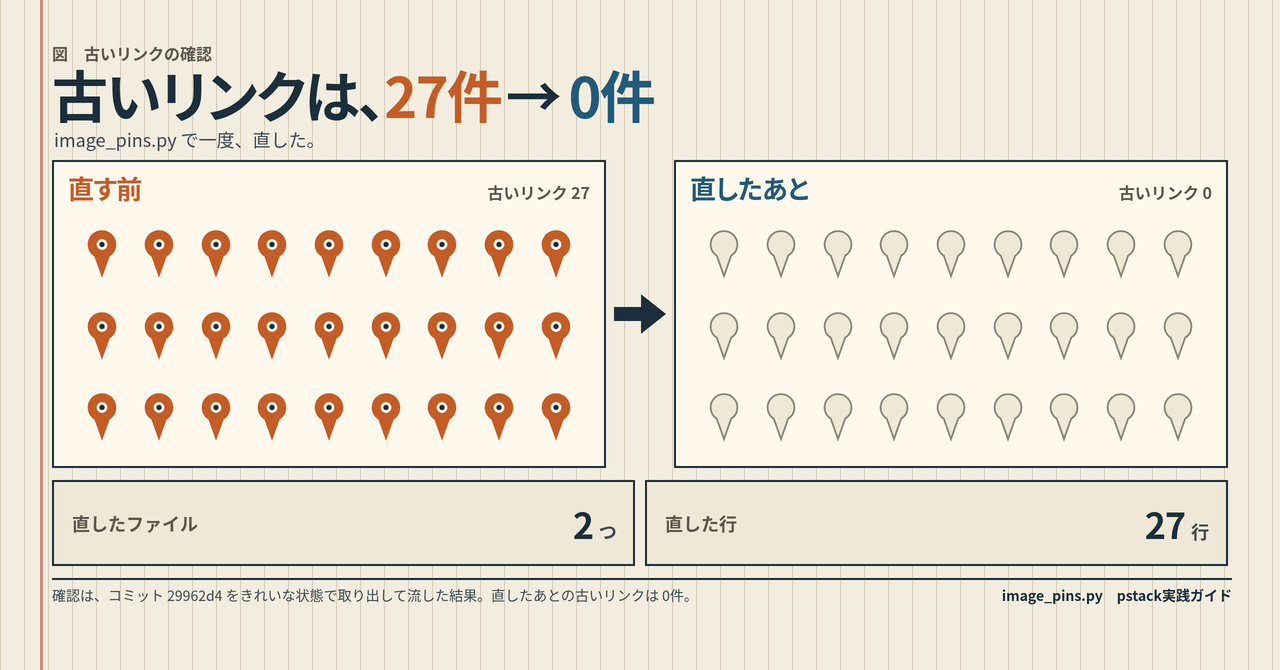 図　古いリンクの確認
古いリンクは、27件→0件
image_pins.py で一度、直した。
直す前
古いリンク 27
直したあと
古いリンク 0
直したファイル
2つ
直した行
27行
確認は、コミット 29962d4 をきれいな状態で取り出して流した結果。直したあとの古いリンクは 0件。
image_pins.py　pstack実践ガイド